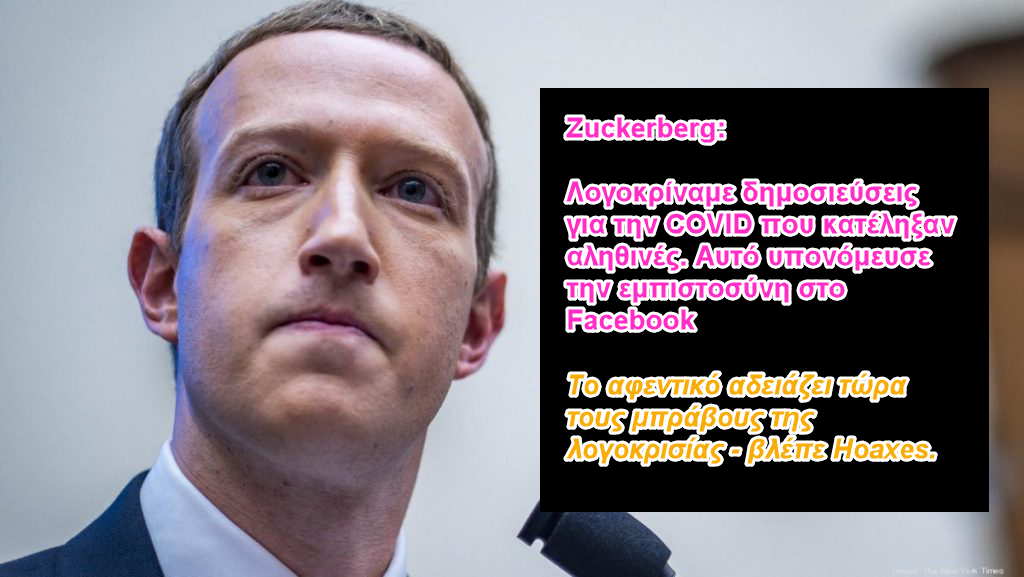 Zuckerberg:
Λογοκρίναμε δημοσιεύσεις
για την COVID που κατέληξαν
αληθινές. Αυτό υπονόμευσε
την εμπιστοσύνη στο
Facebook
Το αφεντικό αδειάζει τώρα
τους μπράβους της
λογοκρισίας - βλέπε Hoaxes.
Image: The New York Times